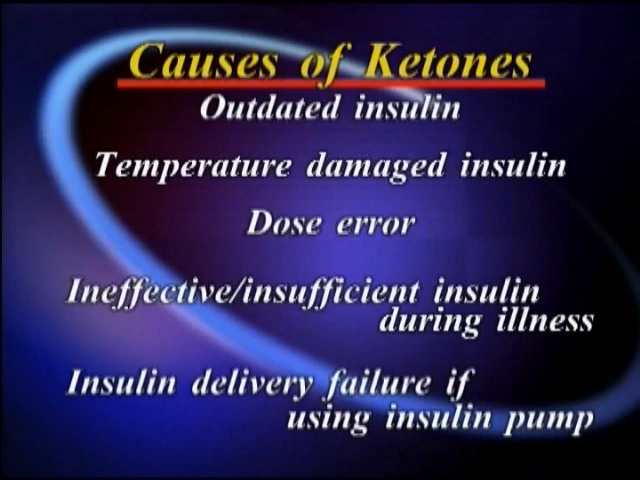 Causes of Ketones
Outdated insulin
Temperature damaged insulin
Dose error
Ineffective/insufficient insulin
during illness
Insulin delivery failure if
using insulin pump